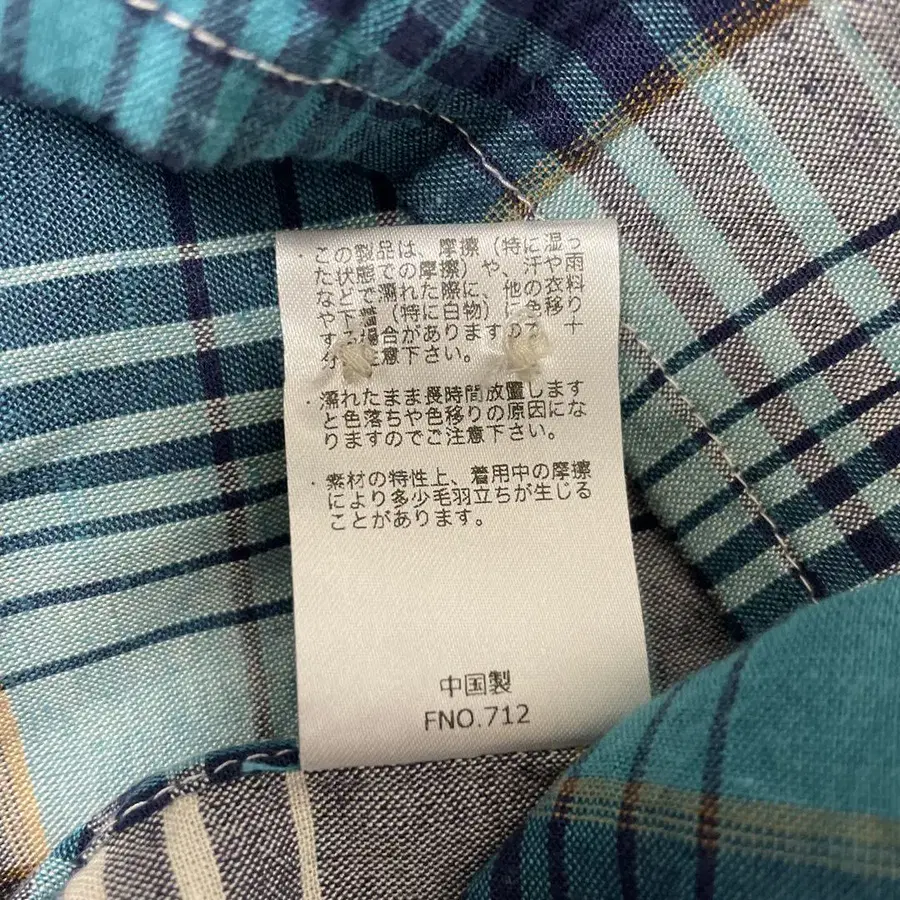 ・この製品は、摩擦（特に湿っ
た状態での摩擦）や、汗や雨
などで濡れた際に、他の衣料
や下着（特に白物）に色移り
する場合がありますので、十
分ご注意下さい。
・濡れたまま長時間放置します
と色落ちや色移りの原因にな
りますのでご注意下さい。
・素材の特性上、着用中の摩擦
により多少毛羽立ちが生じる
ことがあります。
中国製
FNO.712